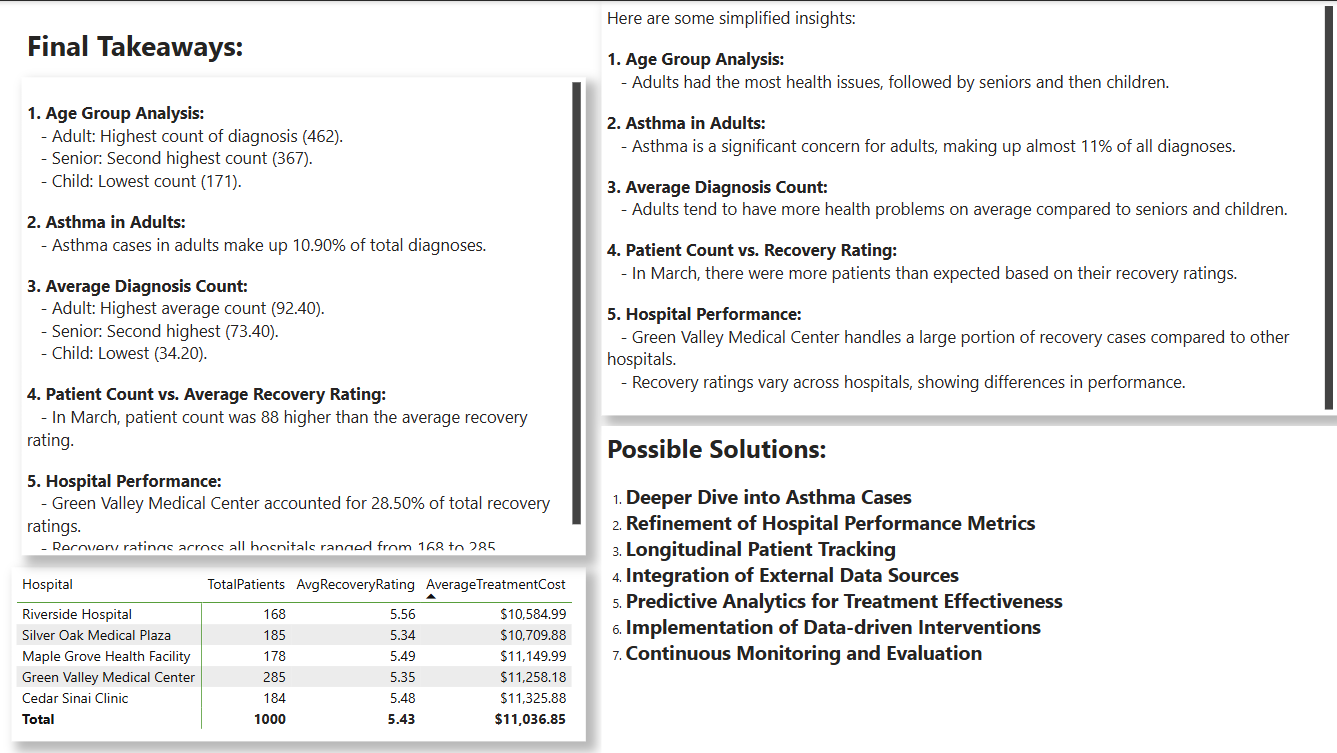 Final Takeaways:
1. Age Group Analysis:
- Adult: Highest count of diagnosis (462).
- Senior: Second highest count (367).
- Child: Lowest count (171).
2. Asthma in Adults:
- Asthma cases in adults make up 10.90% of total diagnoses.
3. Average Diagnosis Count:
- Adult: Highest average count (92.40).
- Senior: Second highest (73.40).
- Child: Lowest (34.20).
4. Patient Count vs. Average Recovery Rating:
- In March, patient count was 88 higher than the average recovery
rating.
5. Hospital Performance:
- Green Valley Medical Center accounted for 28.50% of total recovery
ratings.
- Recovery ratings across all hospitals ranged from 168 to 285
Hospital TotalPatients AvgRecoveryRating AverageTreatmentCost
Riverside Hospital 168 5.56 $10,584.99
Silver Oak Medical Plaza 185 5.34 $10,709.88
Maple Grove Health Facility 178 5.49 $11,149.99
Green Valley Medical Center 285 5.35 $11,258.18
Cedar Sinai Clinic 184 5.48 $11,325.88
Total 1000 5.43 $11,036.85
Here are some simplified insights:
1. Age Group Analysis:
- Adults had the most health issues, followed by seniors and then children.
2. Asthma in Adults:
- Asthma is a significant concern for adults, making up almost 11% of all diagnoses.
3. Average Diagnosis Count:
- Adults tend to have more health problems on average compared to seniors and children.
4. Patient Count vs. Recovery Rating:
- In March, there were more patients than expected based on their recovery ratings.
5. Hospital Performance:
- Green Valley Medical Center handles a large portion of recovery cases compared to other
hospitals.
- Recovery ratings vary across hospitals, showing differences in performance.
Possible Solutions:
1. Deeper Dive into Asthma Cases
2. Refinement of Hospital Performance Metrics
3. Longitudinal Patient Tracking
4. Integration of External Data Sources
5. Predictive Analytics for Treatment Effectiveness
6. Implementation of Data-driven Interventions
7. Continuous Monitoring and Evaluation